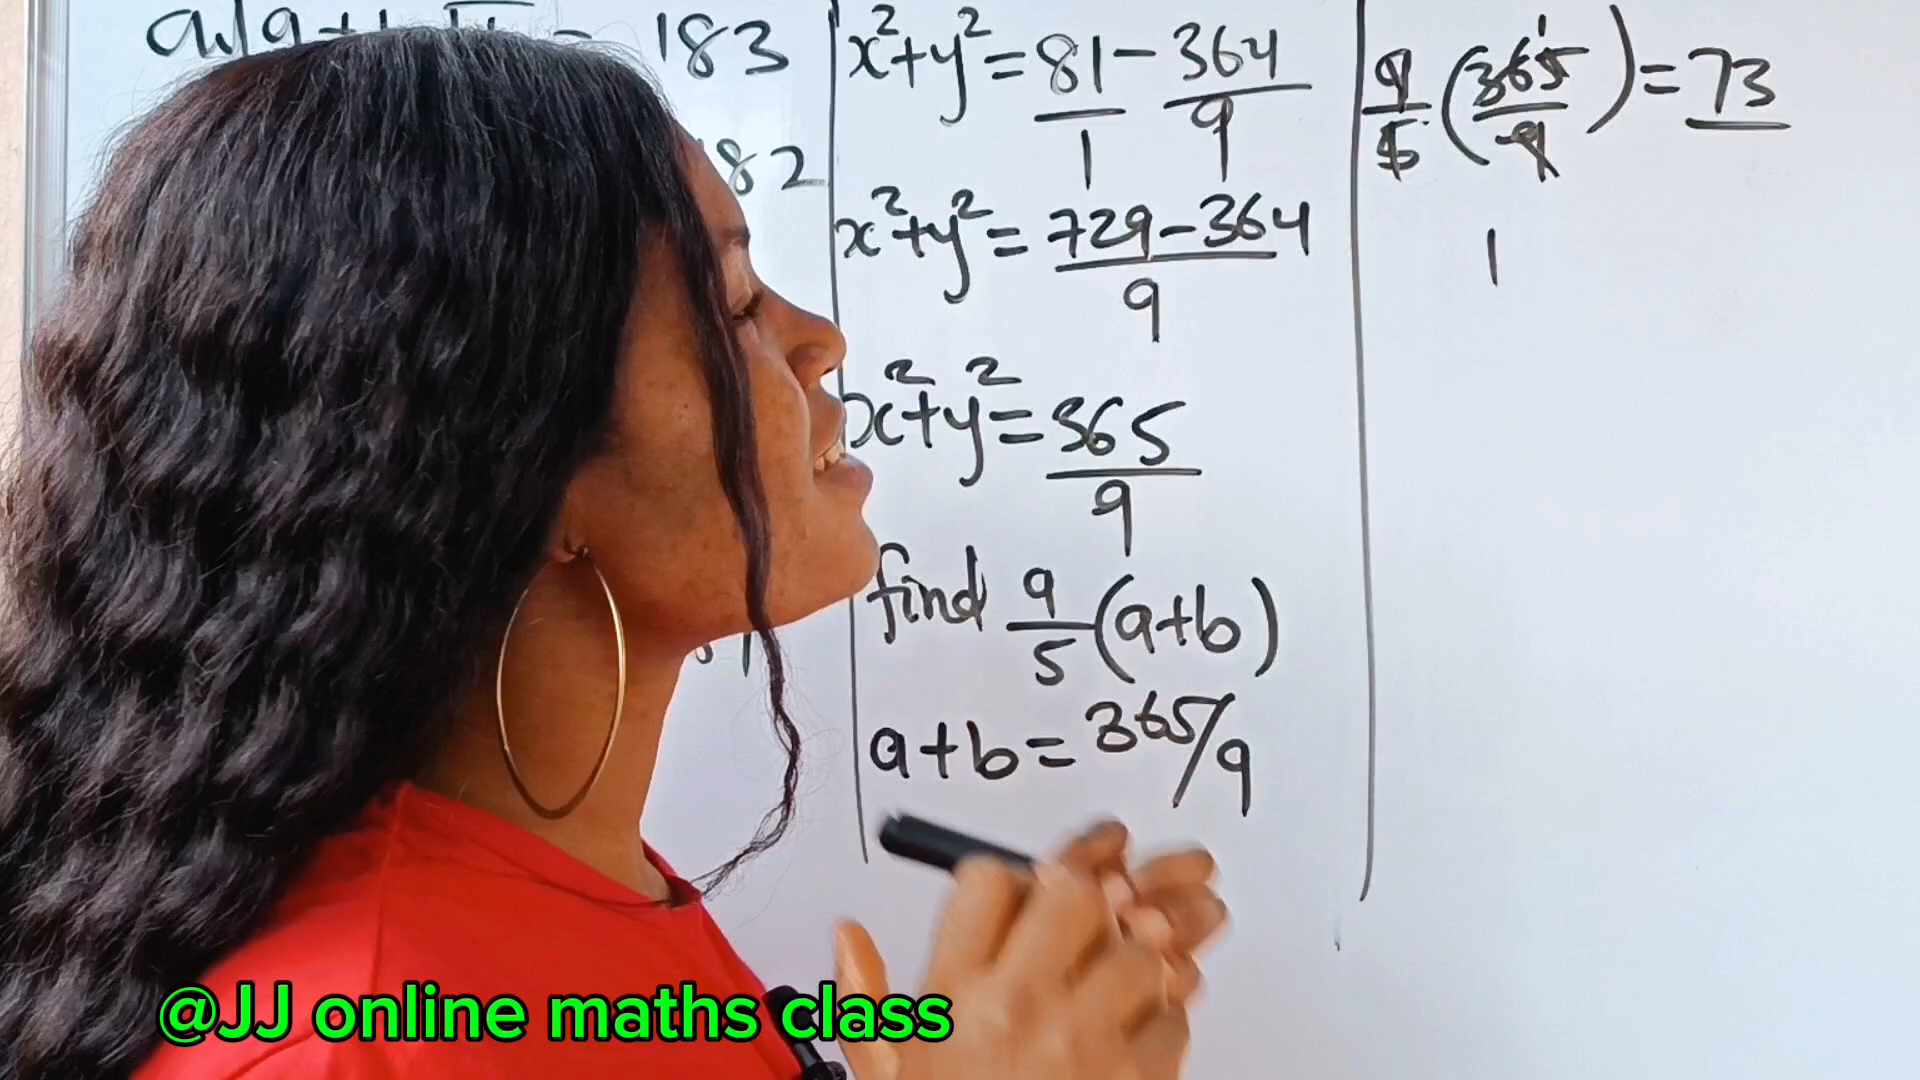 a√a + b√b = 183
82
x²+y² = 81/1 - 364/9
x²+y² = 729-364/9
x²+y² = 365/9
find 9/5 (a+b)
a+b = 365/9
9/5 (365/9) = 73
1
1
@JJ online maths class